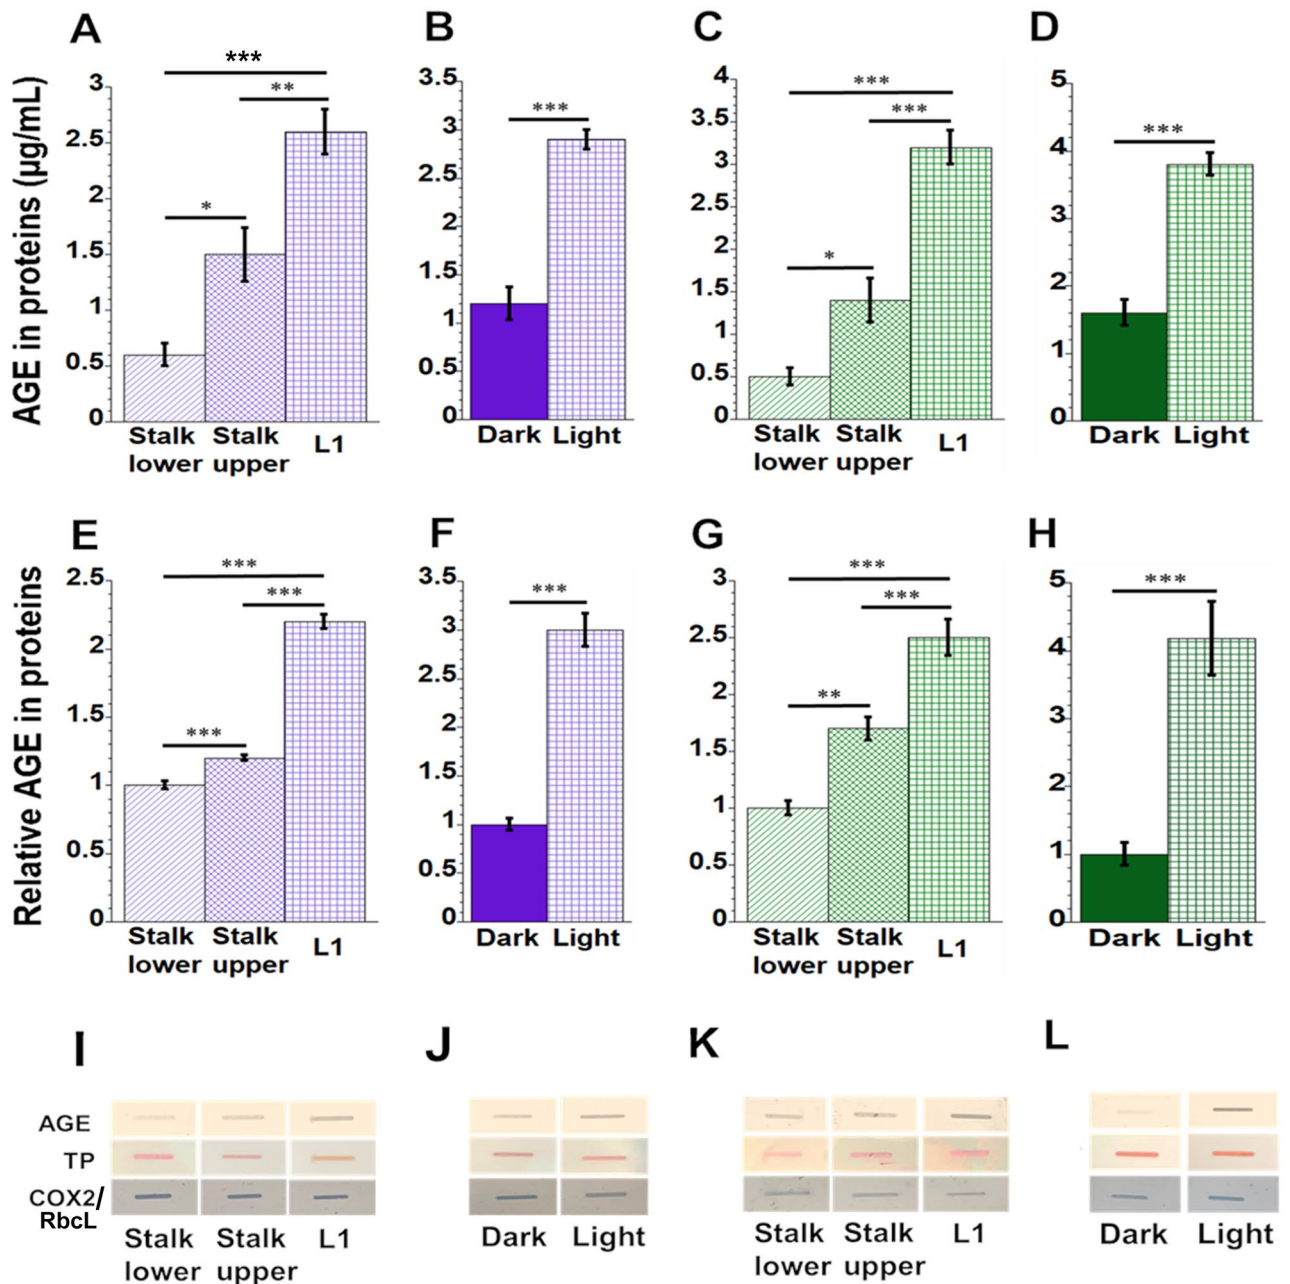 A
B
C
D
AGE in proteins (µg/mL)
***
**
*
3
2.5
2
1.5
1
0.5
0
Stalk lower
Stalk upper
L1
***
3.5
3
2.5
2
1.5
1
0.5
0
Dark Light
***
***
*
4
3.5
3
2.5
2
1.5
1
0.5
0
Stalk lower
Stalk upper
L1
***
5
4
3
2
1
0
Dark Light
E
F
G
H
Relative AGE in proteins
***
***
***
2.5
2
1.5
1
0.5
0
Stalk lower
Stalk upper
L1
***
3.5
3
2.5
2
1.5
1
0.5
0
Dark Light
***
***
**
3
2.5
2
1.5
1
0.5
0
Stalk lower
Stalk upper
L1
***
5
4
3
2
1
0
Dark Light
I
J
K
L
AGE
TP
COX2/
RbcL
Stalk lower
Stalk upper
L1
Dark Light
Stalk lower
Stalk upper
L1
Dark Light